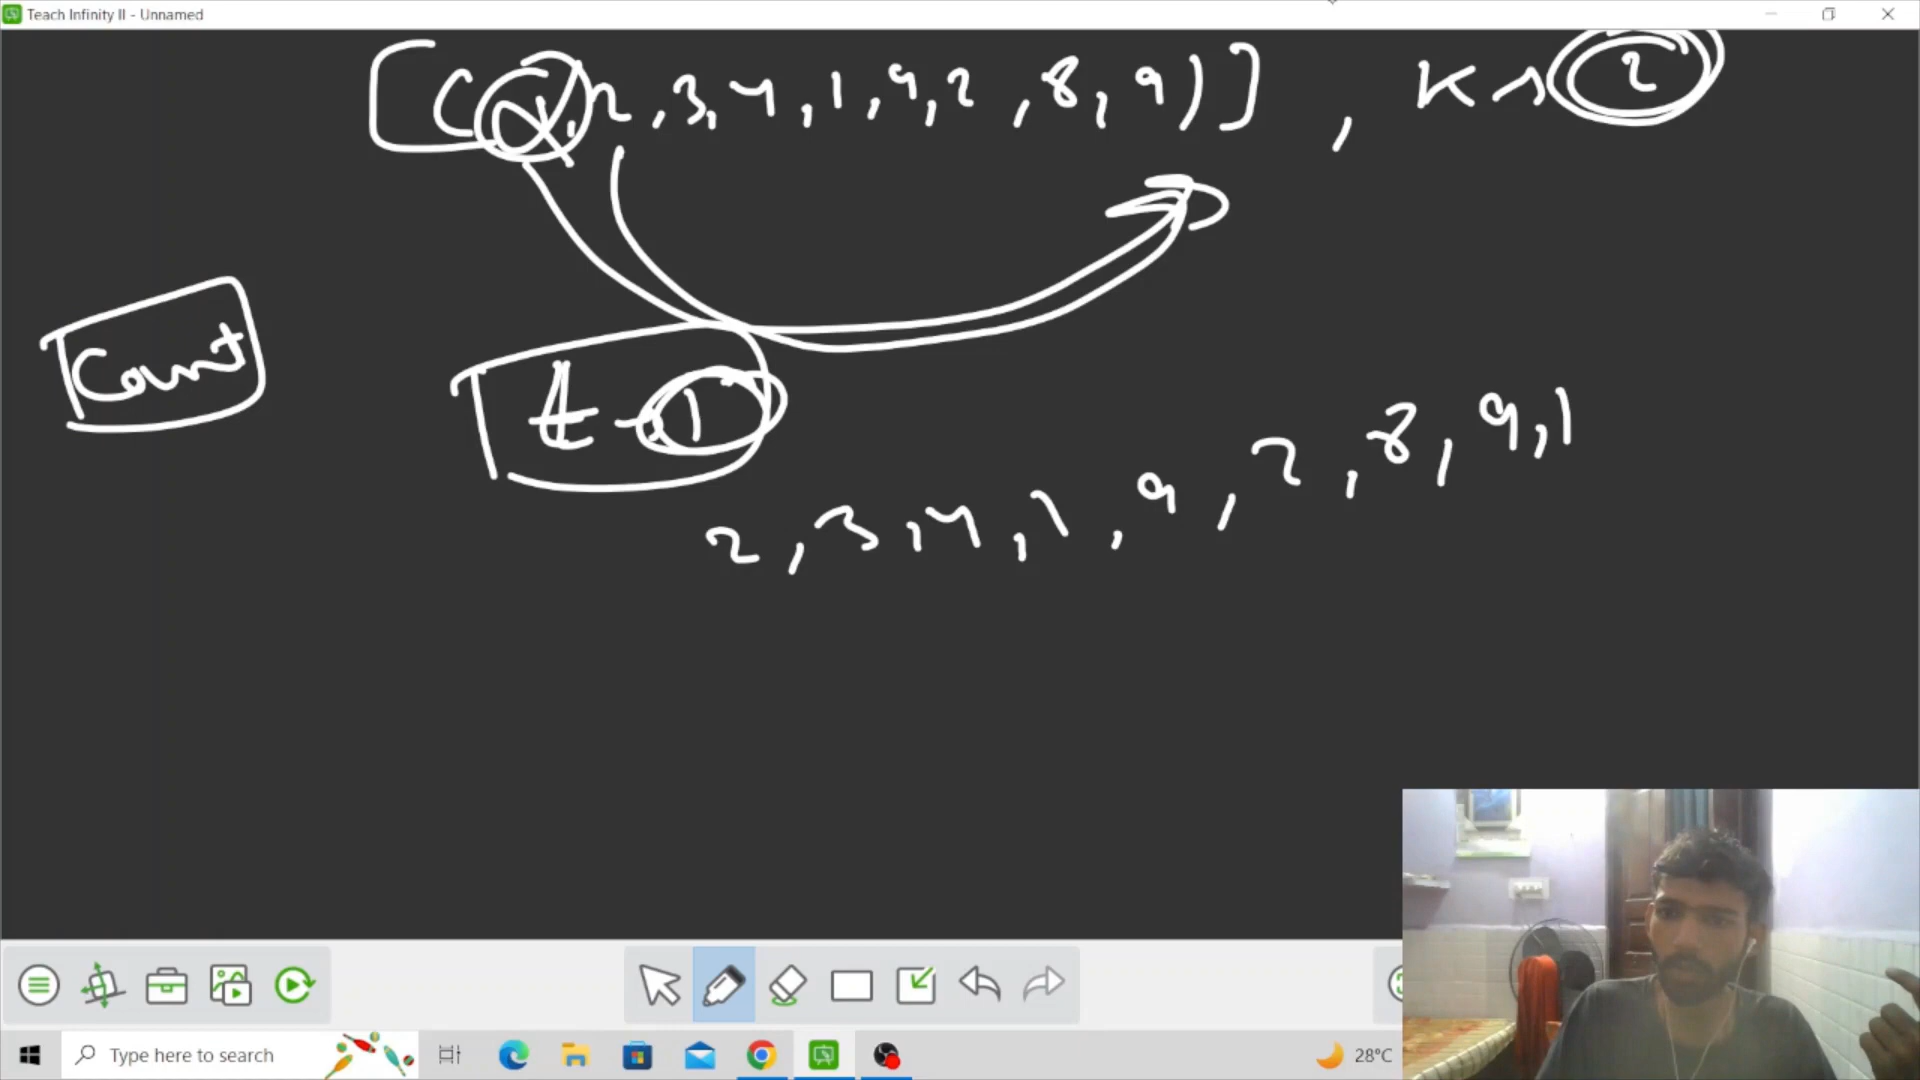 Teach Infinity II - Unnamed
2, 3, 4, 1, 9, 2, 8, 9)] , K
2
Count
1
2, 3, 4, 1, 9, 2, 8, 9, 1
Type here to search
28°C